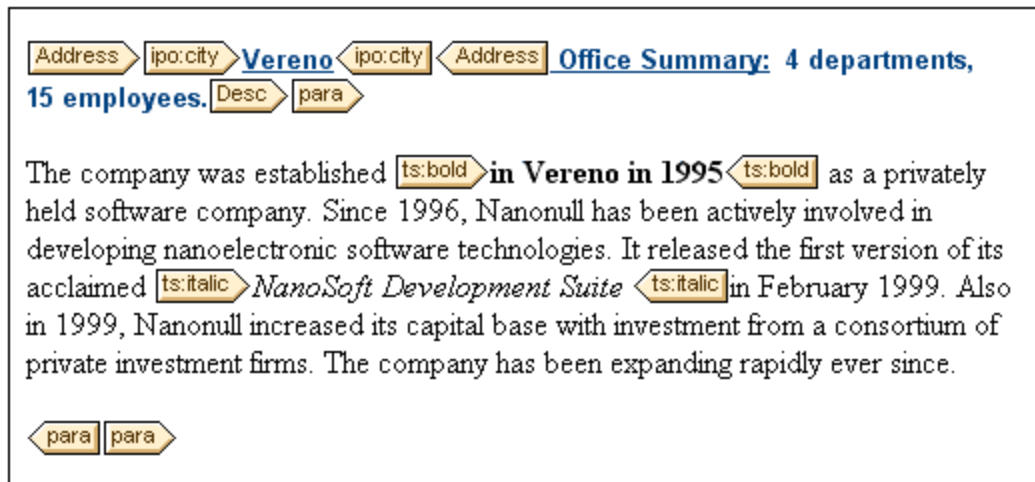 Address ipo:city Vereno ipo:city Address Office Summary: 4 departments,
15 employees. Desc para
The company was established ts:bold in Vereno in 1995 ts:bold as a privately
held software company. Since 1996, Nanonull has been actively involved in
developing nanoelectronic software technologies. It released the first version of its
acclaimed ts:italic NanoSoft Development Suite ts:italic in February 1999. Also
in 1999, Nanonull increased its capital base with investment from a consortium of
private investment firms. The company has been expanding rapidly ever since.
para para